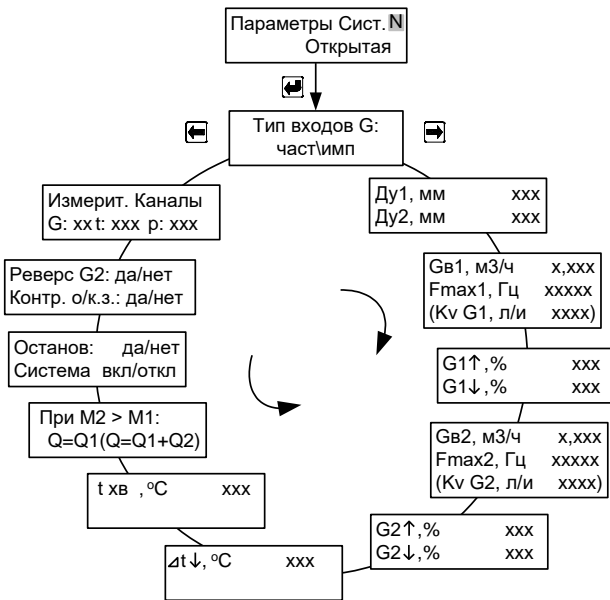 Параметры Сист. N
Открытая
Тип входов G:
част\имп
Ду1, мм xxx
Ду2, мм xxx
Gв1, м3/ч x,xxx
Fmax1, Гц xxxxx
(Kv G1, л/и xxxx)
G1↑,% xxx
G1↓,% xxx
Gв2, м3/ч x,xxx
Fmax2, Гц xxxxx
(Kv G2, л/и xxxx)
G2↑,% xxx
G2↓,% xxx
⊿t↓, ºC xxx
t хв , ºC xxx
При M2 > M1:
Q=Q1(Q=Q1+Q2)
Останов: да/нет
Система вкл/откл
Реверс G2: да/нет
Контр. о/к.з.: да/нет
Измерит. Каналы
G: xx t: xxx p: xxx